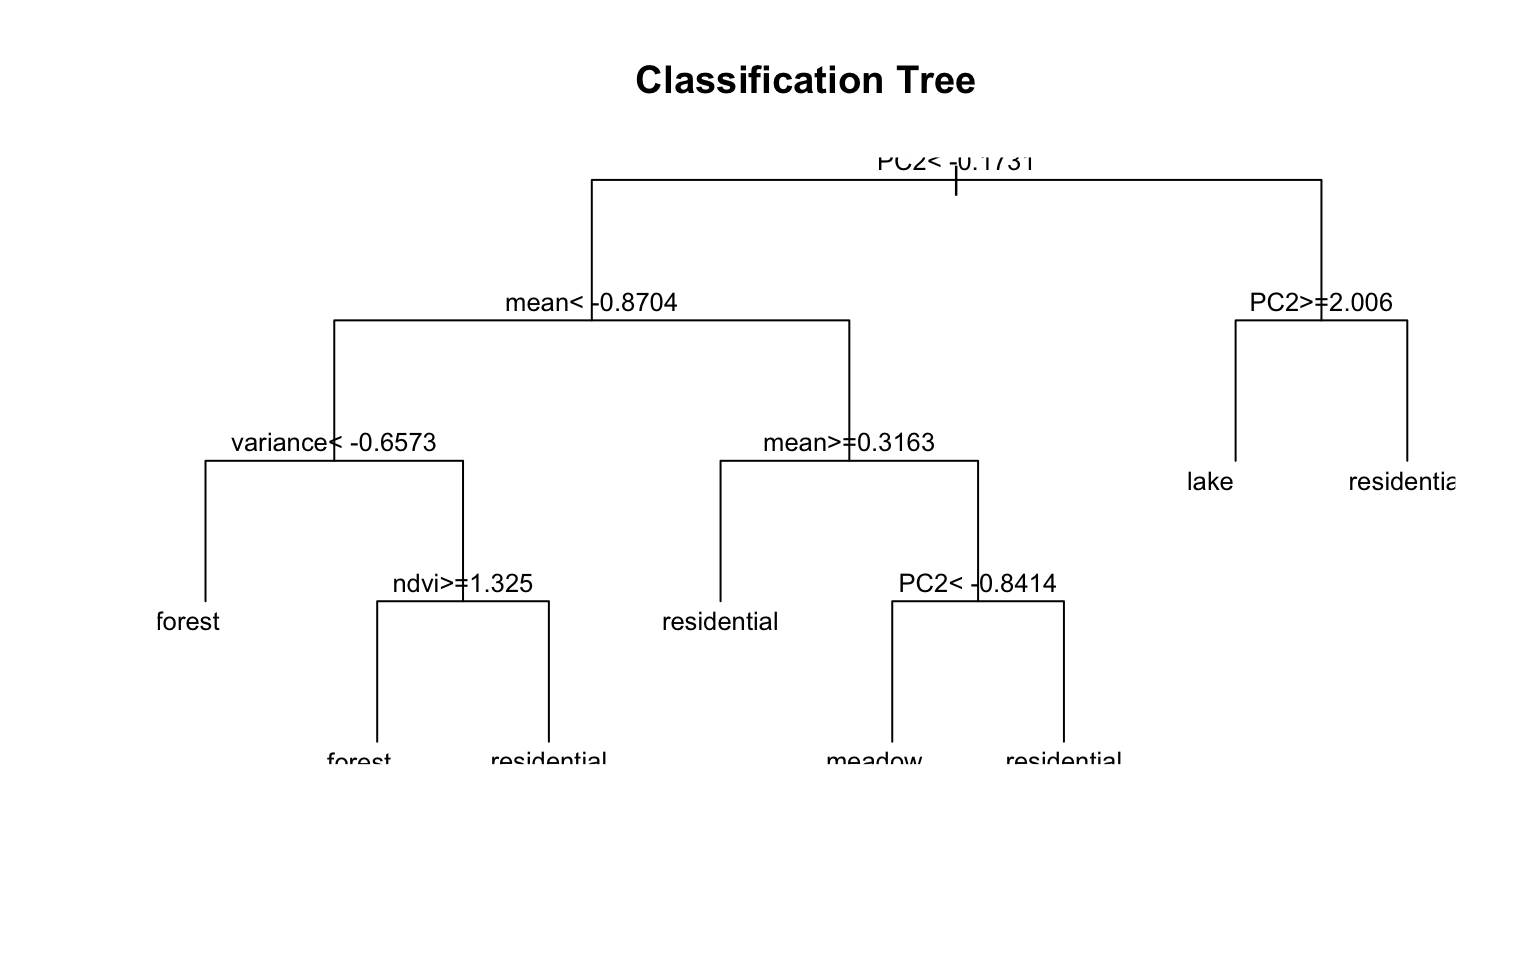 Classification Tree
PC2< -0.1731
mean< -0.8704
PC2>=2.006
variance< -0.6573
mean>=0.3163
lake
residentia
ndvi>=1.325
PC2< -0.8414
forest
residential
forest
residential
meadow
residential